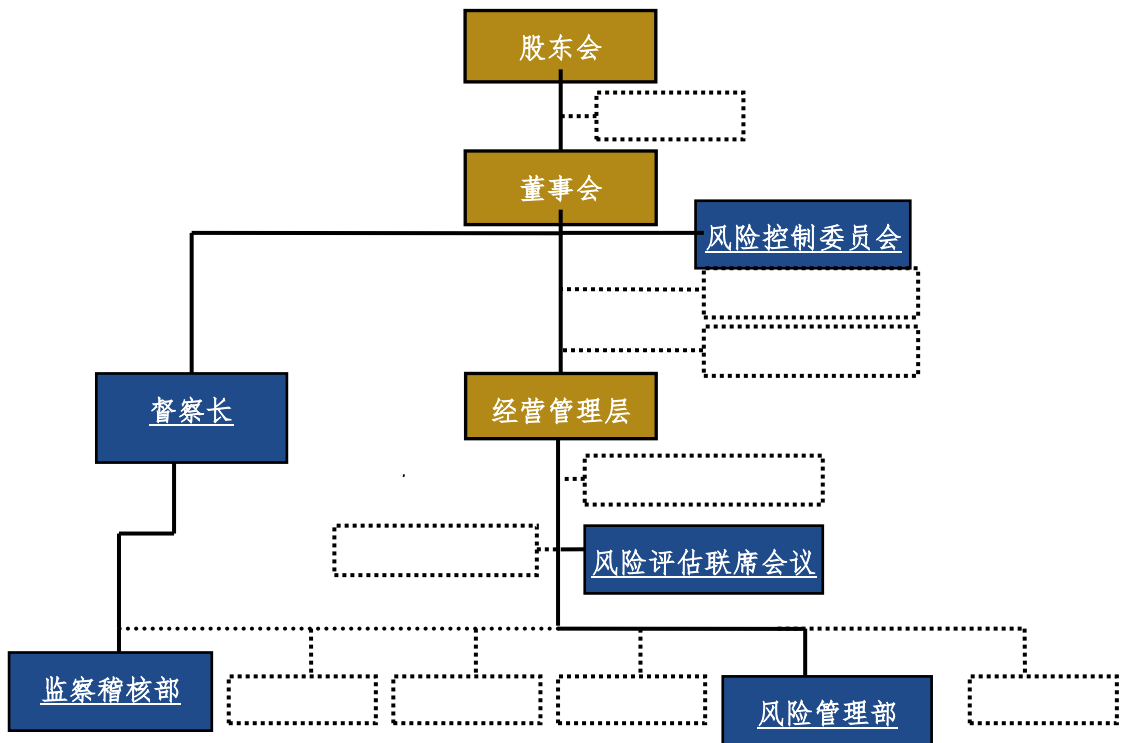 股东会
董事会
风险控制委员会
督察长
经营管理层
风险评估联席会议
监察稽核部
风险管理部